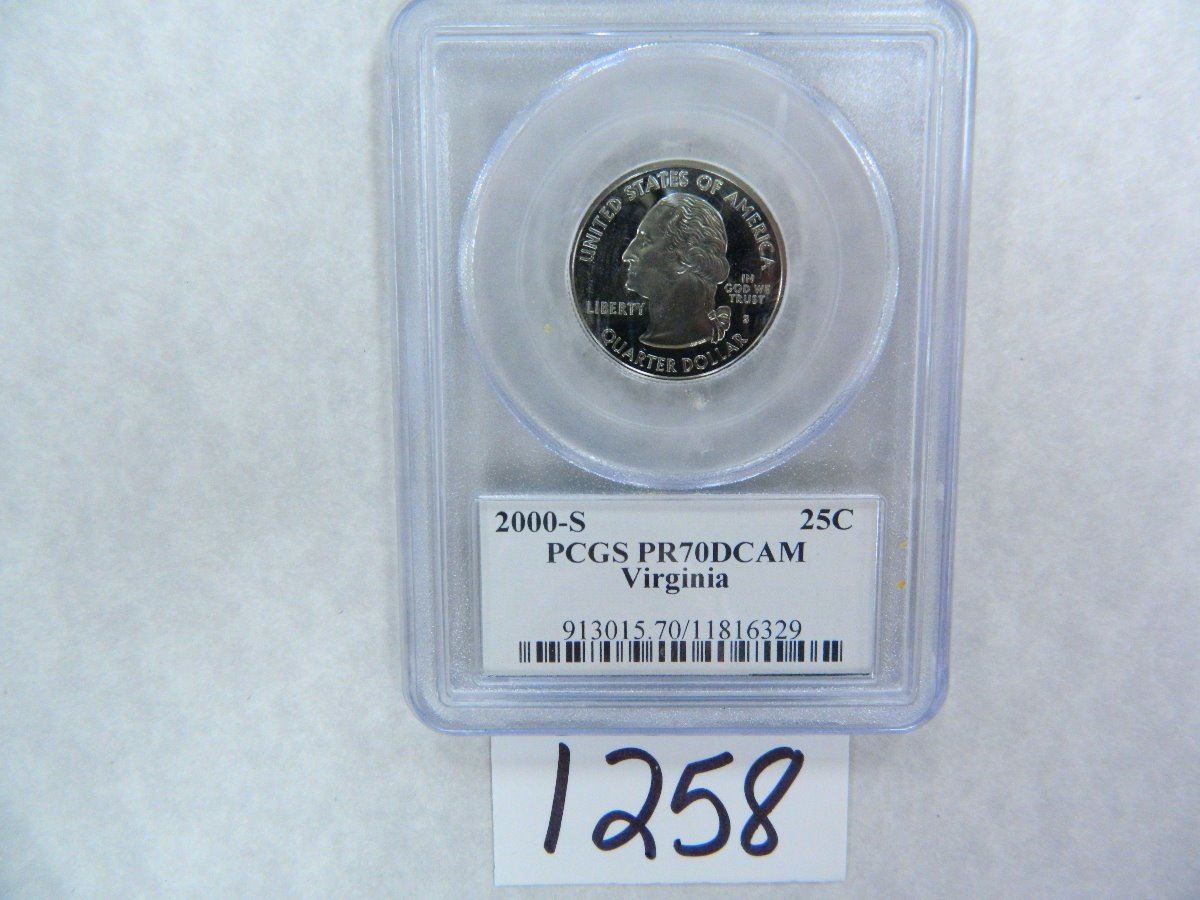 UNITED STATES OF AMERICA
IN
GOD WE
TRUST
LIBERTY
S
QUARTER DOLLAR
2000-S 25C
PCGS PR70DCAM
Virginia
913015.70/11816329
1258